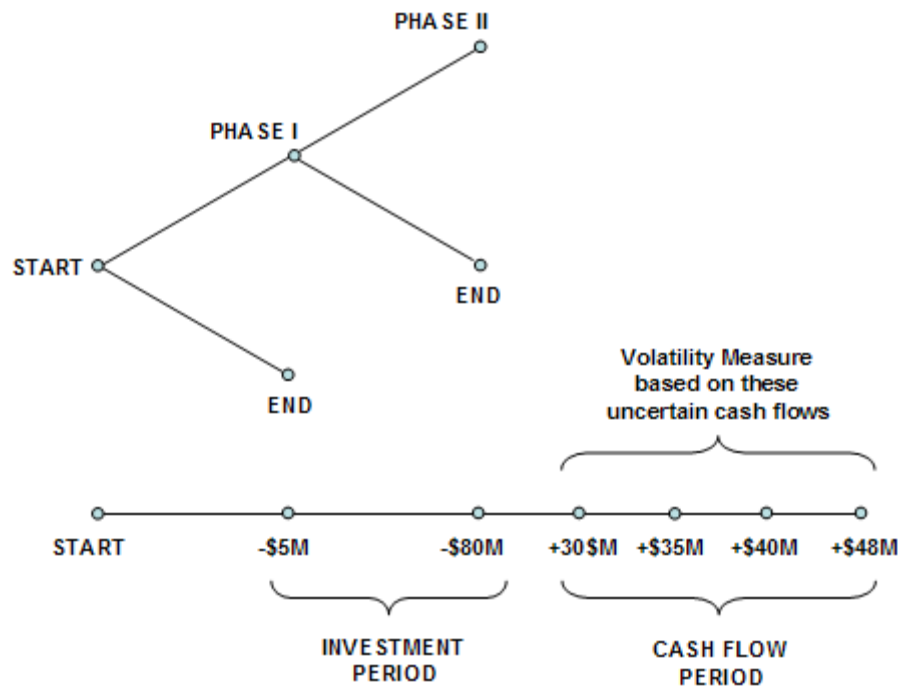 PHASE II
PHASE I
START
END
END
Volatility Measure
based on these
uncertain cash flows
START
-$5M
-$80M
+30$M
+$35M
+$40M
+$48M
INVESTMENT
PERIOD
CASH FLOW
PERIOD